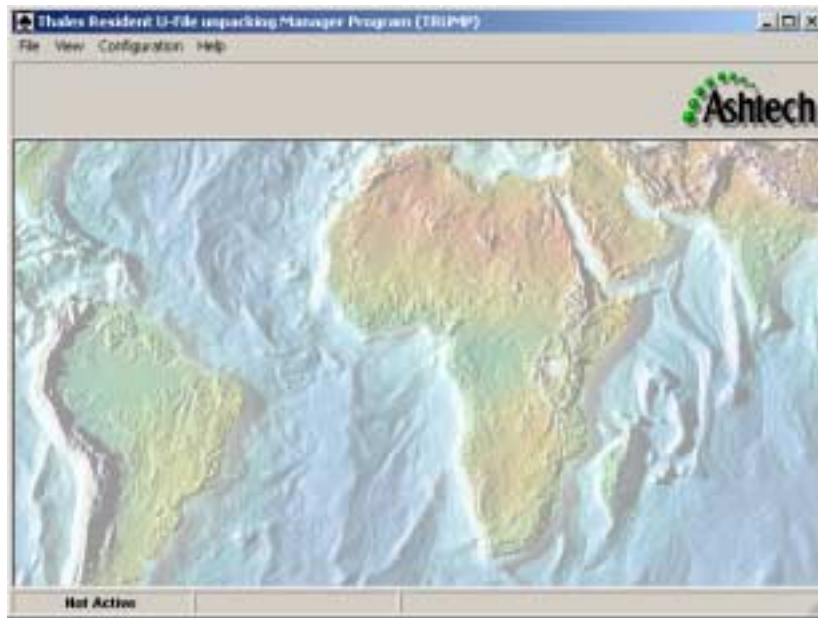 Thales Resident U-File unpacking Manager Program (TRUMP)
File View Configuration Help
Ashtech
Not Active